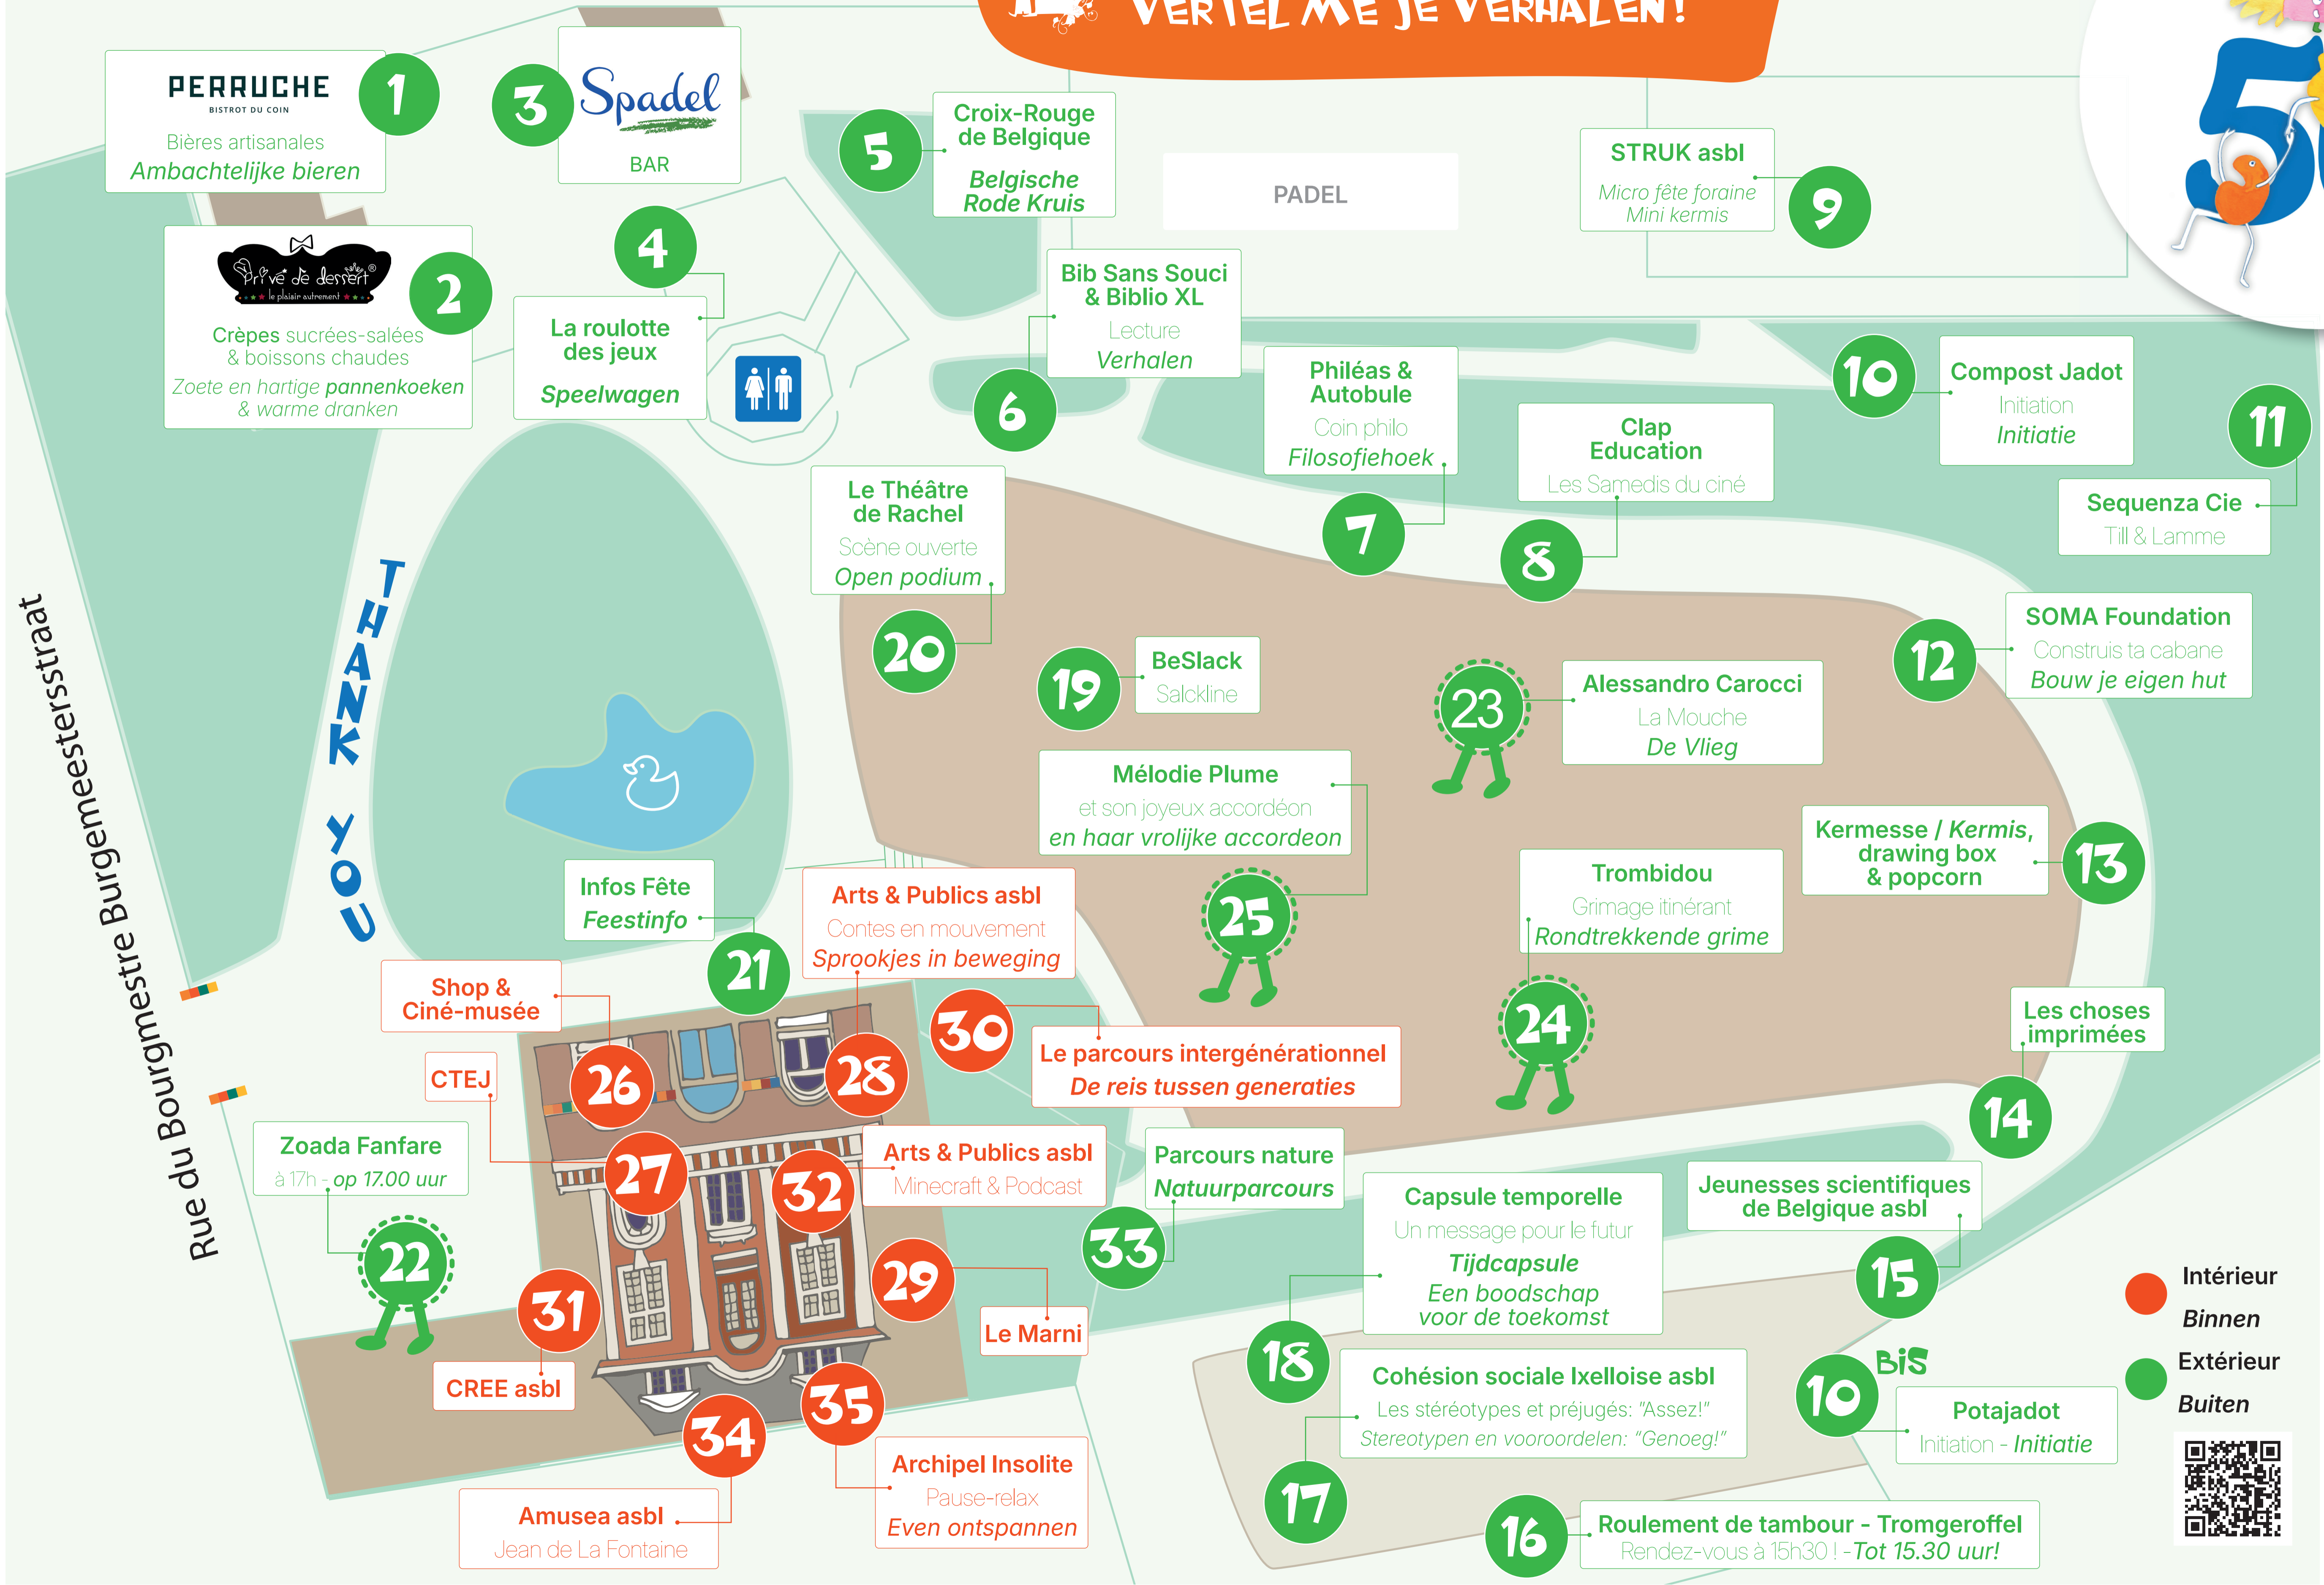 VERTEL ME JE VERHALEN!
PERRUCHE
BISTROT DU COIN
Bières artisanales
Ambachtelijke bieren
1
3
Spadel
BAR
5
Croix-Rouge
de Belgique
Belgische
Rode Kruis
PADEL
STRUK asbl
Micro fête foraine
Mini kermis
9
5
Privé de dessert®
le plaisir autrement
2
Crèpes sucrées-salées
& boissons chaudes
Zoete en hartige pannenkoeken
& warme dranken
4
La roulotte
des jeux
Speelwagen
Bib Sans Souci
& Biblio XL
Lecture
Verhalen
6
Philéas &
Autobule
Coin philo
Filosofiehoek
7
Clap
Education
Les Samedis du ciné
8
10
Compost Jadot
Initiation
Initiatie
11
Sequenza Cie
Till & Lamme
Le Théâtre
de Rachel
Scène ouverte
Open podium
20
19
BeSlack
Salckline
23
Alessandro Carocci
La Mouche
De Vlieg
12
SOMA Foundation
Construis ta cabane
Bouw je eigen hut
THANK YOU
Rue du Bourgmestre Burgemeestersstraat
Mélodie Plume
et son joyeux accordéon
en haar vrolijke accordeon
25
Kermesse / Kermis,
drawing box
& popcorn
13
Trombidou
Grimage itinérant
Rondtrekkende grime
24
Infos Fête
Feestinfo
21
Arts & Publics asbl
Contes en mouvement
Sprookjes in beweging
28
Shop &
Ciné-musée
26
30
Le parcours intergénérationnel
De reis tussen generaties
Les choses
imprimées
14
CTEJ
27
Zoada Fanfare
à 17h - op 17.00 uur
22
32
Arts & Publics asbl
Minecraft & Podcast
Parcours nature
Natuurparcours
33
Capsule temporelle
Un message pour le futur
Tijdcapsule
Een boodschap
voor de toekomst
18
Jeunesses scientifiques
de Belgique asbl
15
29
Le Marni
31
CREE asbl
Intérieur
Binnen
Extérieur
Buiten
Cohésion sociale Ixelloise asbl
Les stéréotypes et préjugés: "Assez!"
Stereotypen en vooroordelen: "Genoeg!"
17
10
BiS
Potajadot
Initiation - Initiatie
34
Amusea asbl
Jean de La Fontaine
35
Archipel Insolite
Pause-relax
Even ontspannen
16
Roulement de tambour - Tromgeroffel
Rendez-vous à 15h30 ! -Tot 15.30 uur!